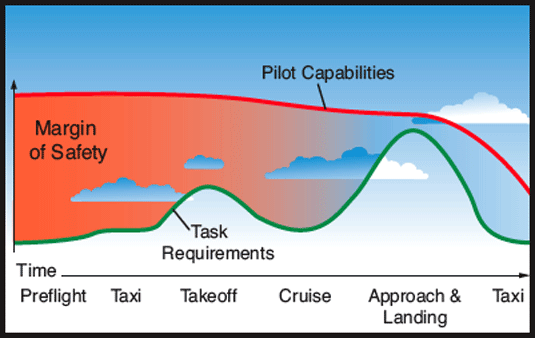 Pilot Capabilities
Margin
of Safety
Task
Requirements
Time
Preflight Taxi Takeoff Cruise Approach & Taxi
Landing